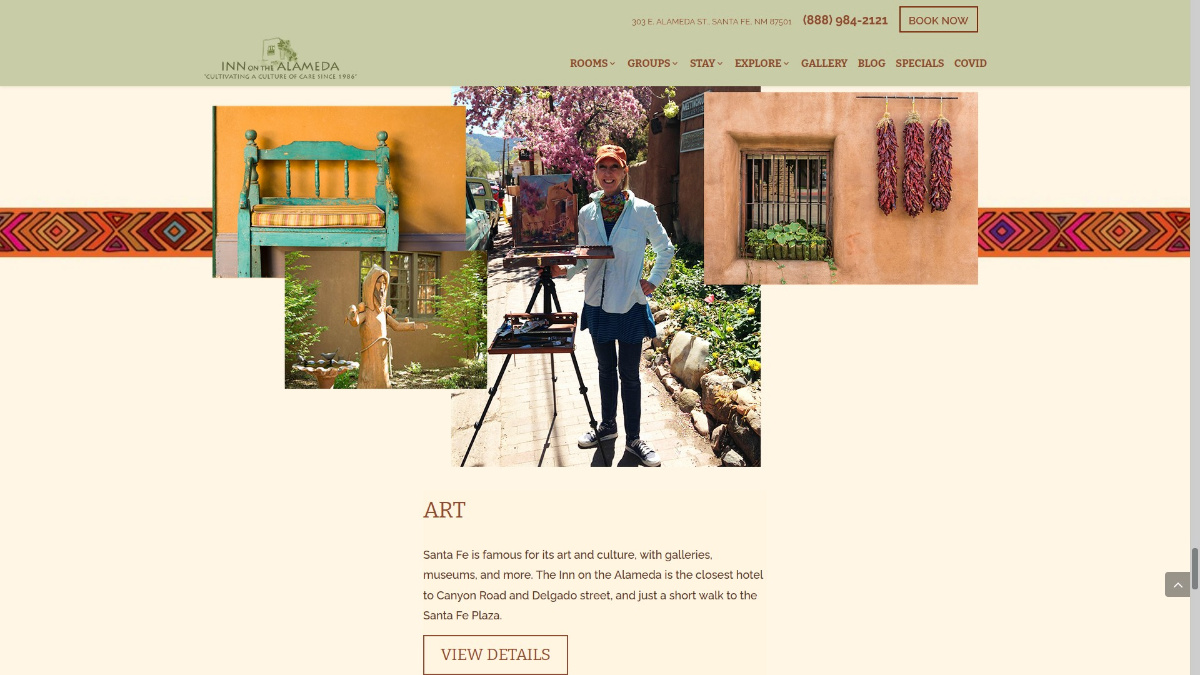 303 E. ALAMEDA ST., SANTA FE, NM 87501
(888) 984-2121
BOOK NOW
INN ON THE ALAMEDA
"CULTIVATING A CULTURE OF CARE SINCE 1986"
ROOMS GROUPS STAY EXPLORE GALLERY BLOG SPECIALS COVID
ART
Santa Fe is famous for its art and culture, with galleries,
museums, and more. The Inn on the Alameda is the closest hotel
to Canyon Road and Delgado street, and just a short walk to the
Santa Fe Plaza.
VIEW DETAILS